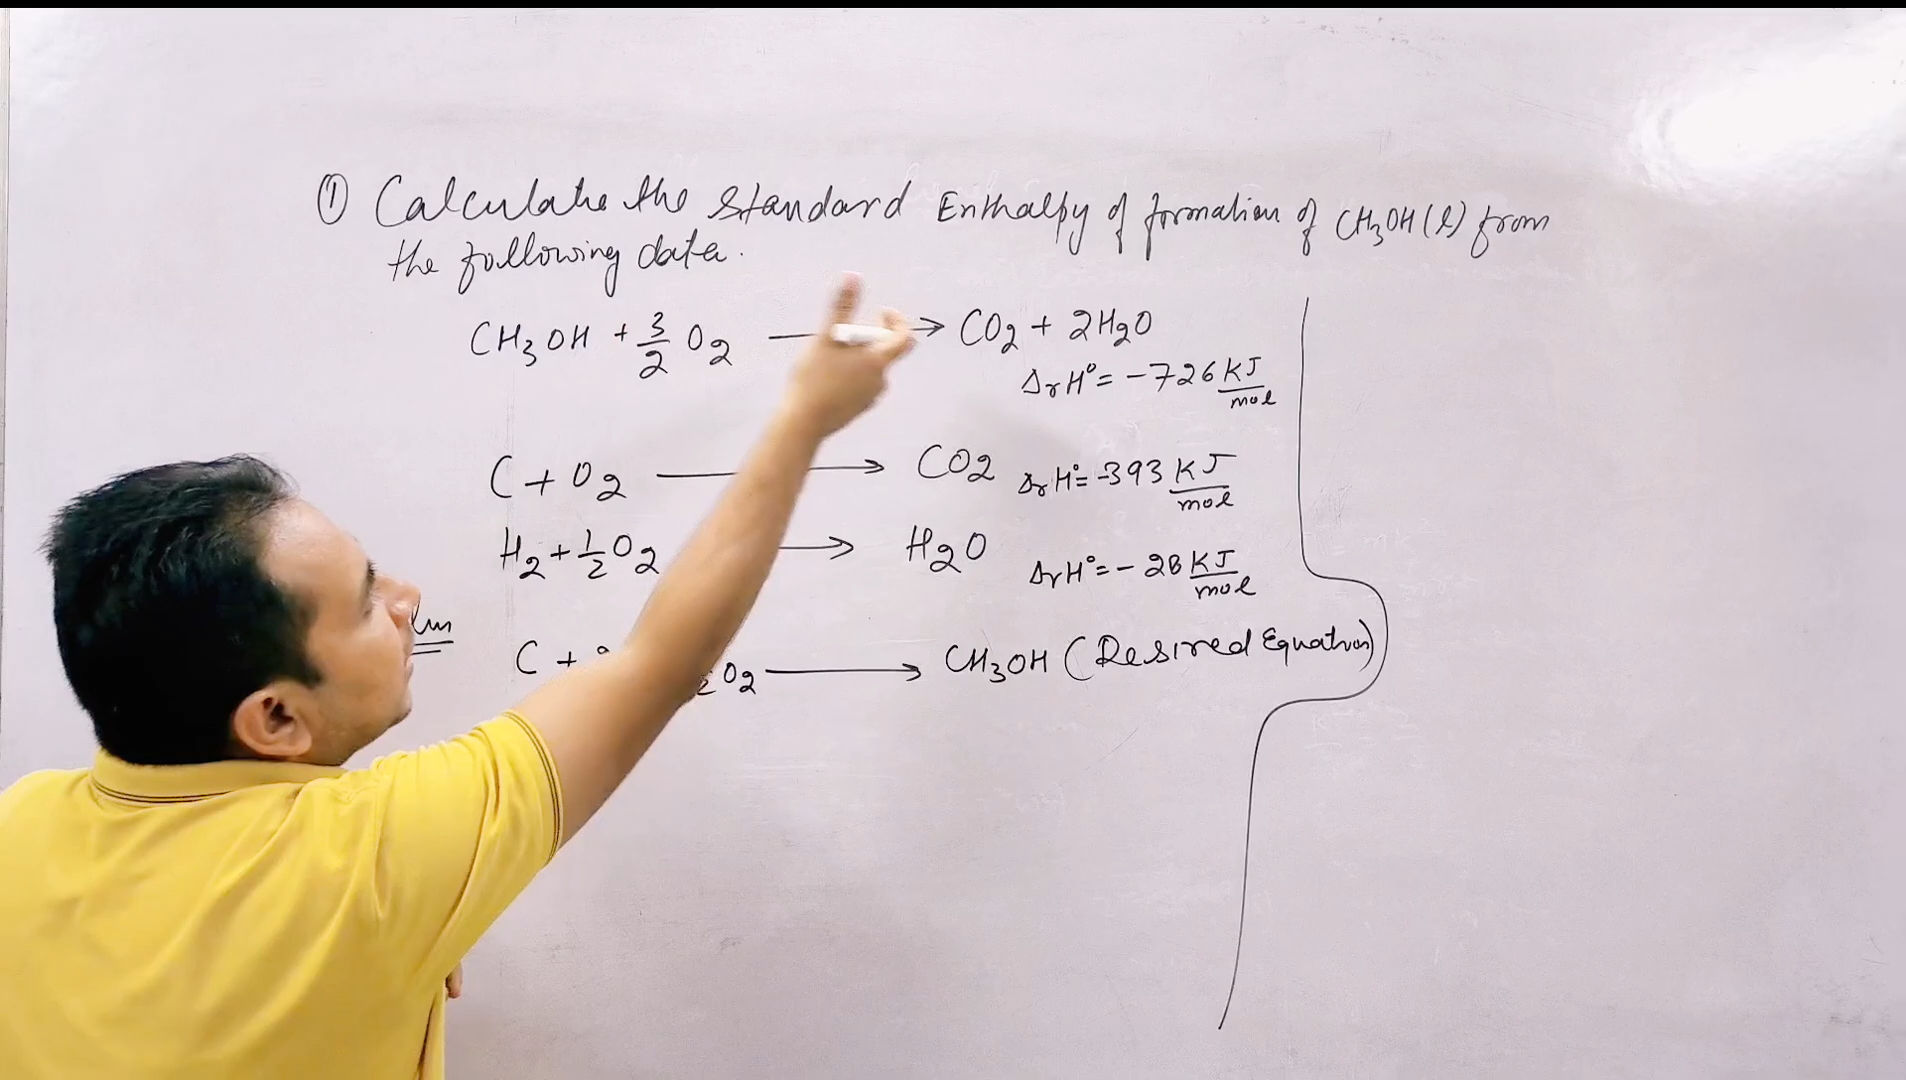 ① Calculate the standard Enthalpy of formation of CH₃OH(l) from
the following data.
CH₃OH + 3/2 O₂ → CO₂ + 2H₂O
ΔrH° = -726 KJ/mol
C + O₂ → CO2 ΔrH° = -393 KJ/mol
H₂ + 1/2 O₂ → H₂O ΔrH° = - 28 KJ/mol
C + O₂ → CH₃OH (Desired Equation)